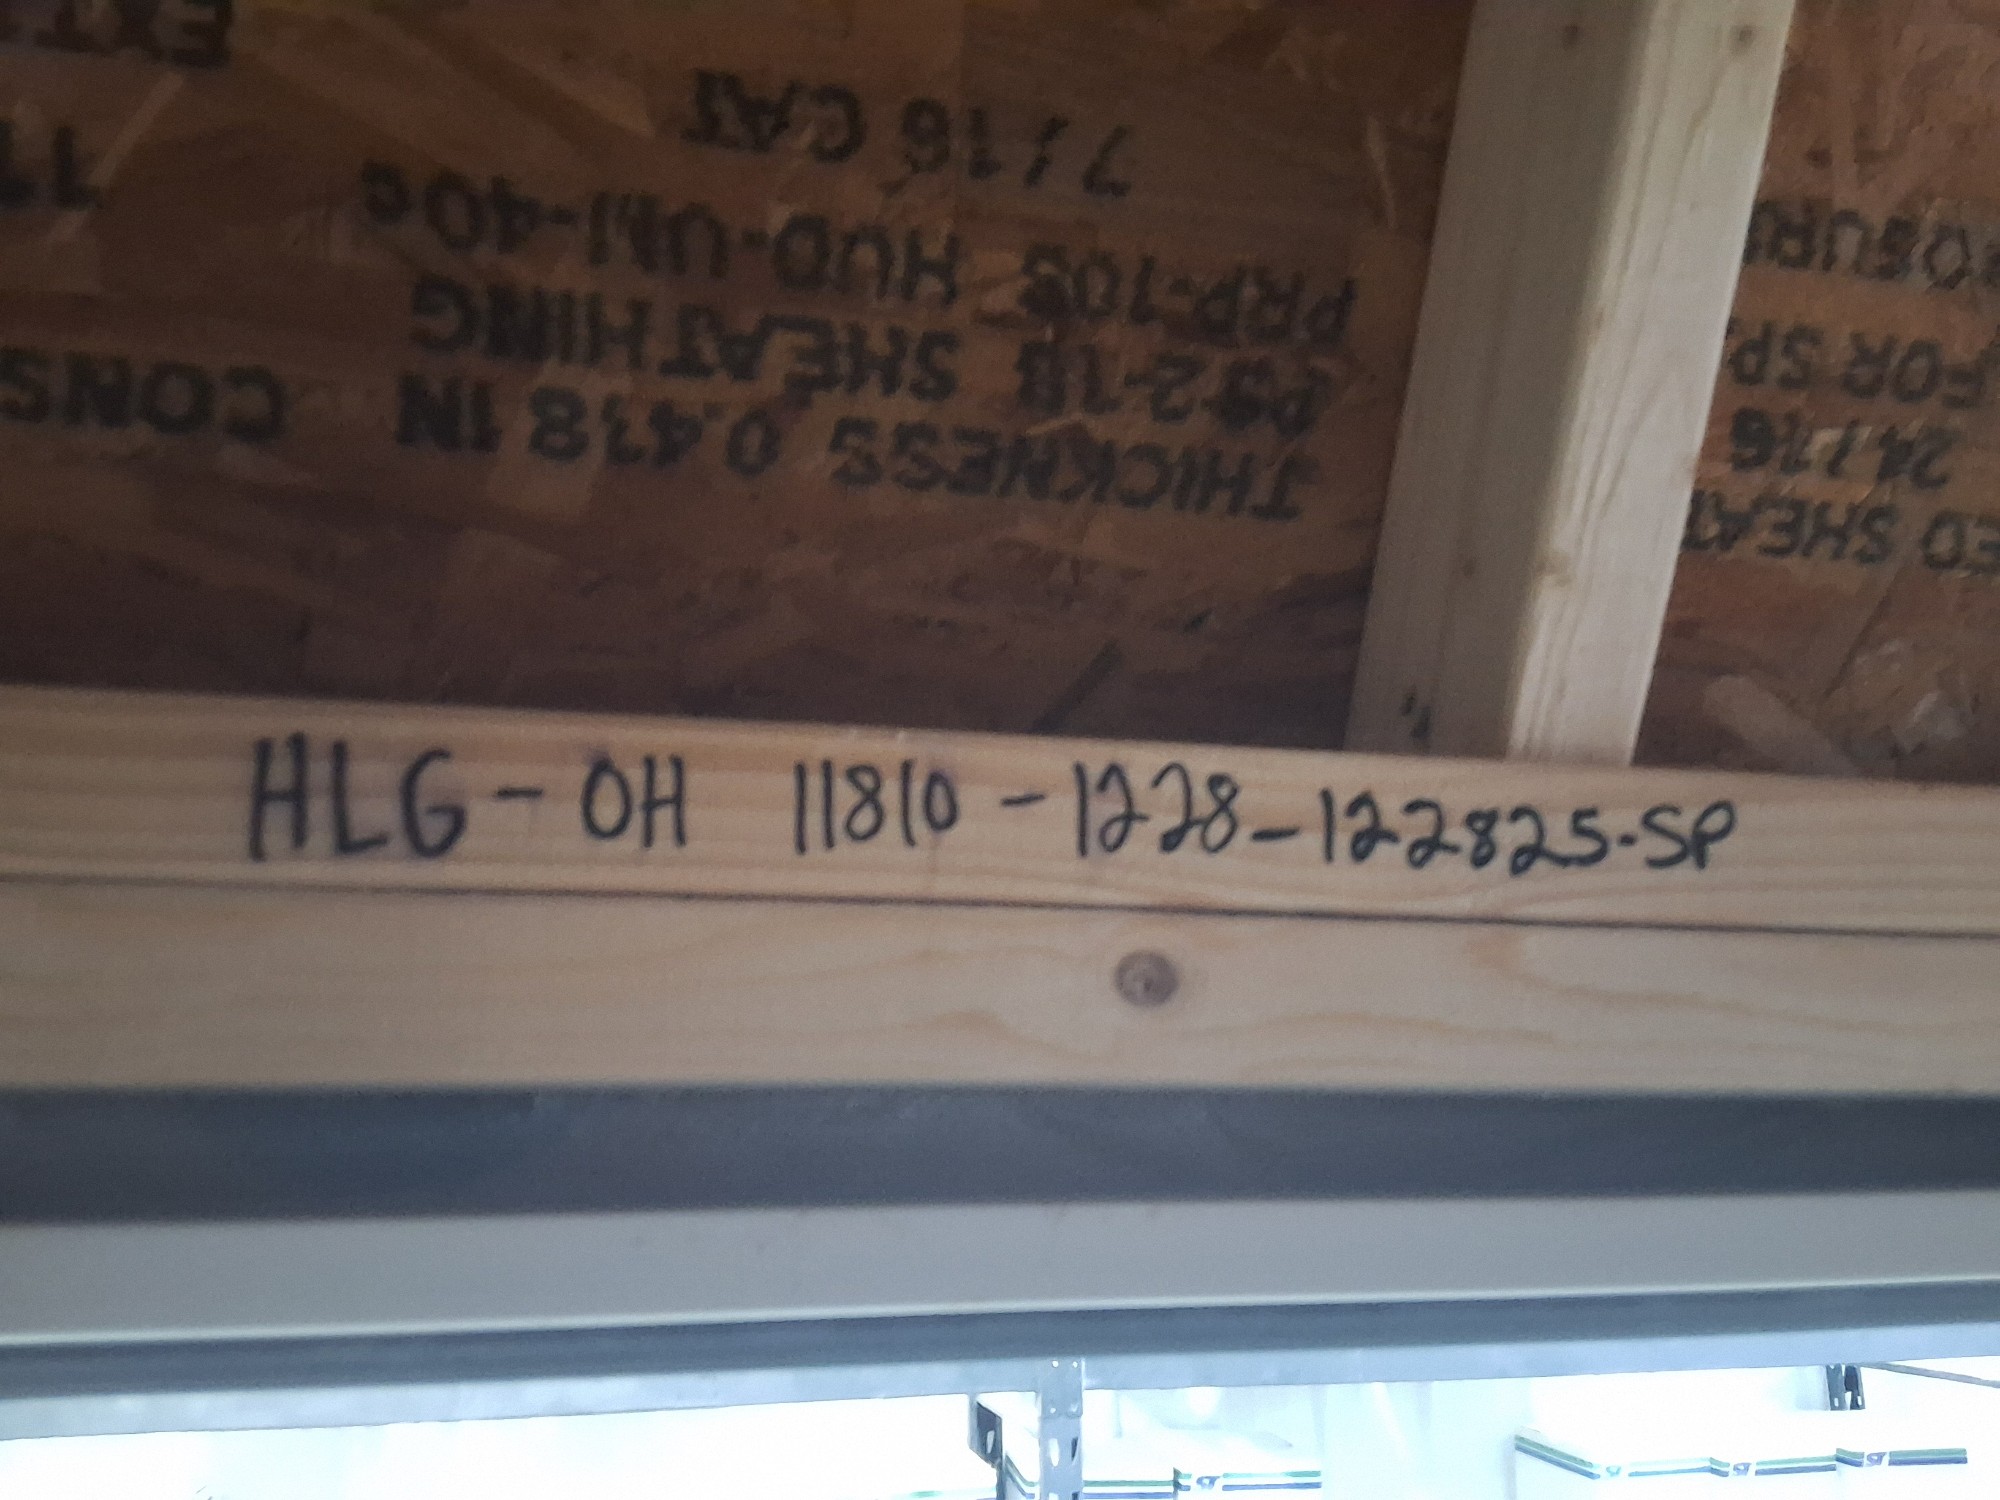 HLG - OH 11810 - 1228 - 122825-SP
THICKNESS 0.418 IN
PS 2-18 SHEATHING
PRP-108 HUD-UM-40C
7/16 CAT
CONS
ED SHEAT
24/16
FOR SP
OSUR